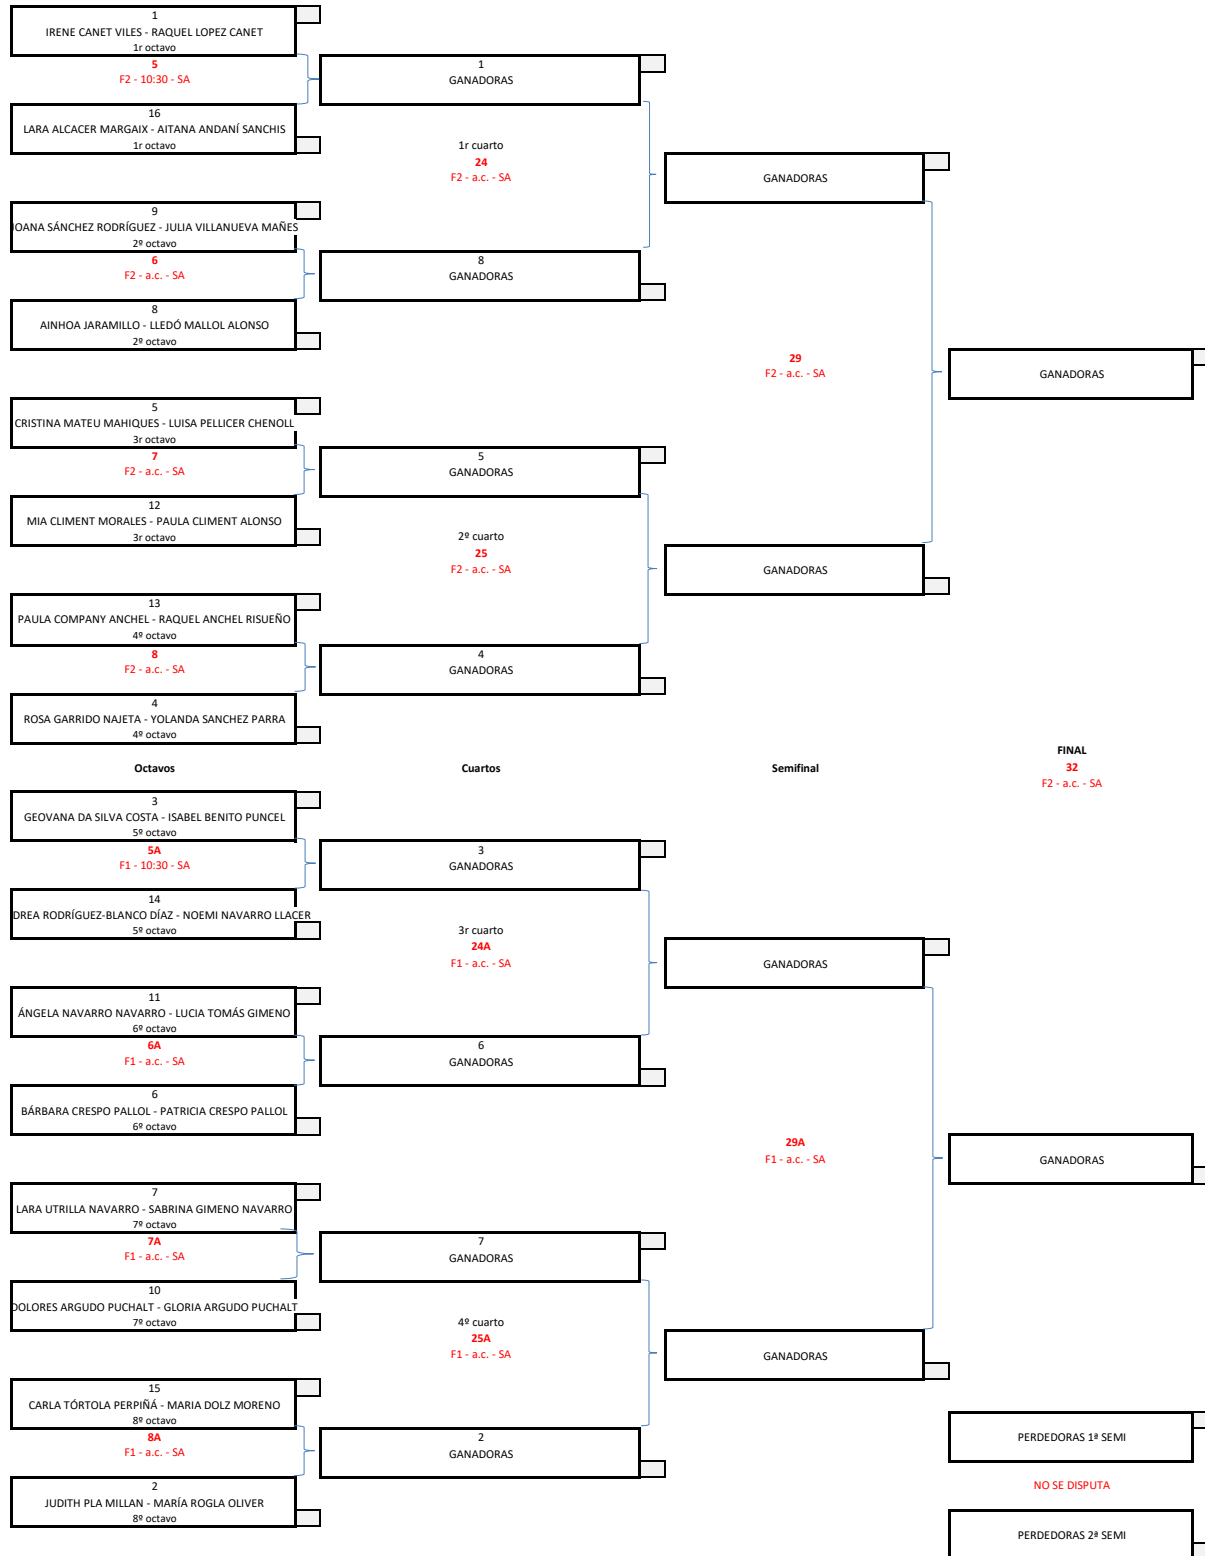 1
IRENE CANET VILES - RAQUEL LOPEZ CANET
1r octavo
5
F2 - 10:30 - SA
1
GANADORAS
16
LARA ALCACER MARGAIX - AITANA ANDANÍ SANCHIS
1r octavo
1r cuarto
24
F2 - a.c. - SA
GANADORAS
9
JOANA SÁNCHEZ RODRÍGUEZ - JULIA VILLANUEVA MAÑES
2º octavo
6
F2 - a.c. - SA
8
GANADORAS
8
AINHOA JARAMILLO - LLEDÓ MALLOL ALONSO
2º octavo
29
F2 - a.c. - SA
GANADORAS
5
CRISTINA MATEU MAHIQUES - LUISA PELLICER CHENOLL
3r octavo
7
F2 - a.c. - SA
5
GANADORAS
12
MIA CLIMENT MORALES - PAULA CLIMENT ALONSO
3r octavo
2º cuarto
25
F2 - a.c. - SA
GANADORAS
13
PAULA COMPANY ANCHEL - RAQUEL ANCHEL RISUEÑO
4º octavo
8
F2 - a.c. - SA
4
GANADORAS
4
ROSA GARRIDO NAJETA - YOLANDA SANCHEZ PARRA
4º octavo
Octavos
Cuartos
Semifinal
FINAL
32
F2 - a.c. - SA
3
GEOVANA DA SILVA COSTA - ISABEL BENITO PUNCEL
5º octavo
5A
F1 - 10:30 - SA
3
GANADORAS
14
DREA RODRÍGUEZ-BLANCO DÍAZ - NOEMI NAVARRO LLACER
5º octavo
3r cuarto
24A
F1 - a.c. - SA
GANADORAS
11
ÁNGELA NAVARRO NAVARRO - LUCIA TOMÁS GIMENO
6º octavo
6A
F1 - a.c. - SA
6
GANADORAS
6
BÁRBARA CRESPO PALLOL - PATRICIA CRESPO PALLOL
6º octavo
29A
F1 - a.c. - SA
GANADORAS
7
LARA UTRILLA NAVARRO - SABRINA GIMENO NAVARRO
7º octavo
7A
F1 - a.c. - SA
7
GANADORAS
10
DOLORES ARGUDO PUCHALT - GLORIA ARGUDO PUCHALT
7º octavo
4º cuarto
25A
F1 - a.c. - SA
GANADORAS
15
CARLA TÓRTOLA PERPIÑÁ - MARIA DOLZ MORENO
8º octavo
8A
F1 - a.c. - SA
2
GANADORAS
2
JUDITH PLA MILLAN - MARÍA ROGLA OLIVER
8º octavo
PERDEDORAS 1ª SEMI
NO SE DISPUTA
PERDEDORAS 2ª SEMI